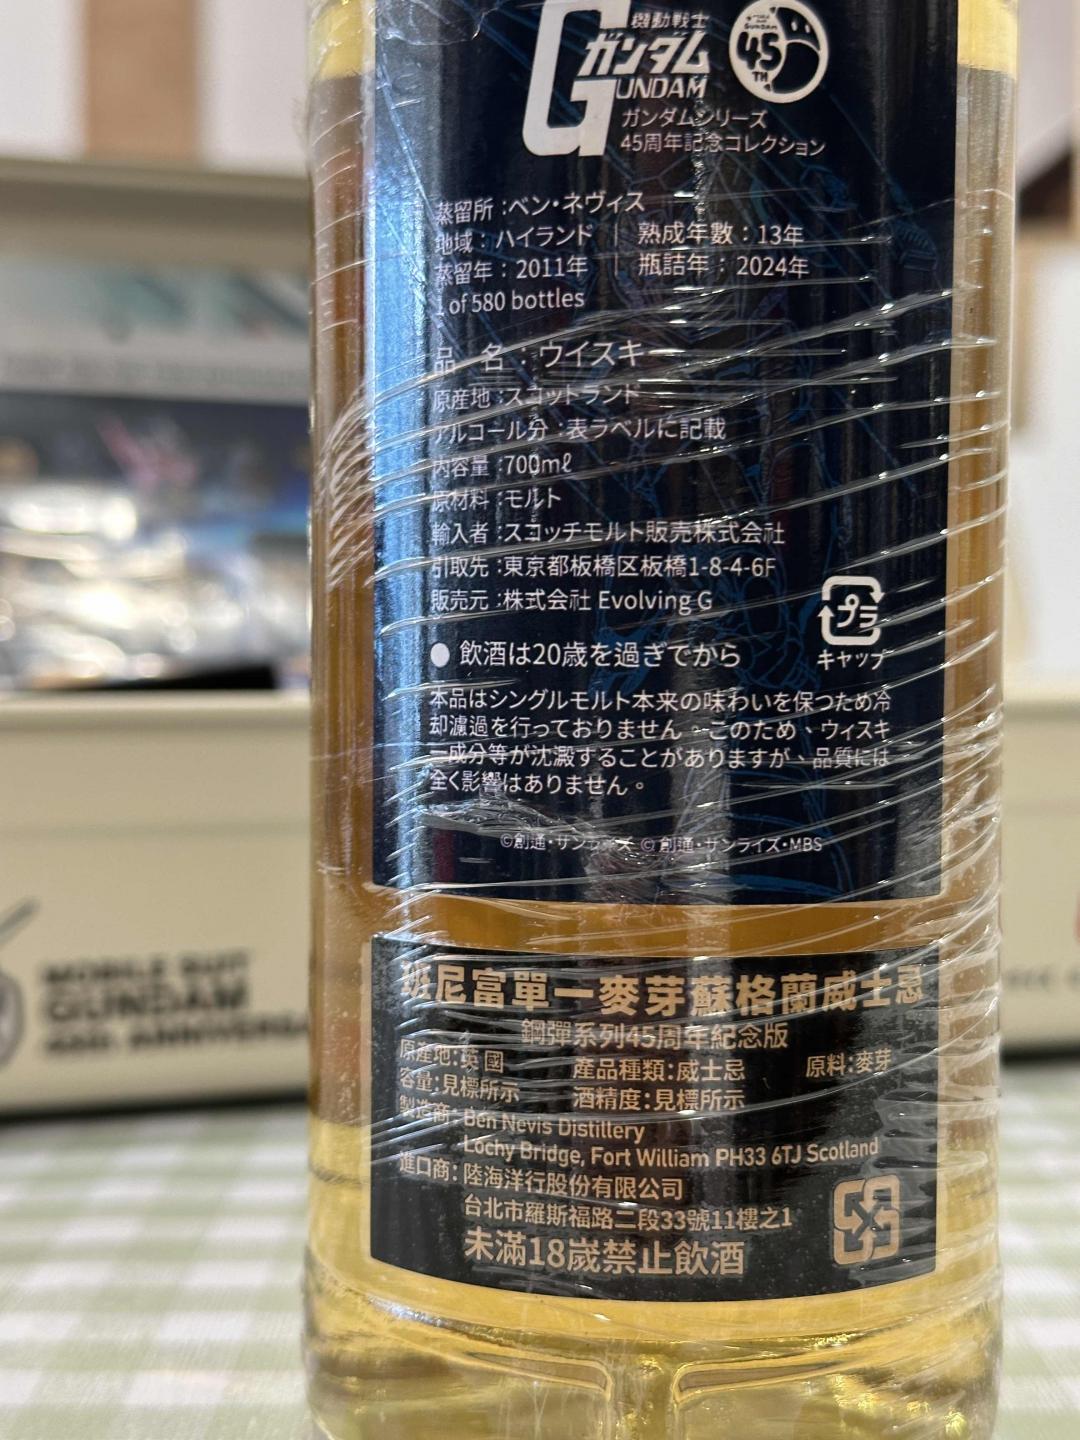 機動戦士
ガンダム
GUNDAM
45TH
ガンダムシリーズ
45周年記念コレクション
蒸留所：ベン・ネヴィス
地域：ハイランド ｜ 熟成年数：13年
蒸留年：2011年 ｜ 瓶詰年：2024年
1 of 580 bottles
品 名：ウイスキ
原産地：スコットランド
アルコール分：表ラベルに記載
内容量：700mℓ
原材料：モルト
輸入者：スコッチモルト販売株式会社
引取先：東京都板橋区板橋1-8-4-6F
販売元：株式会社 Evolving G
プラ
キャップ
● 飲酒は20歳を過ぎてから
本品はシングルモルト本来の味わいを保つため冷
却濾過を行っておりません。このため、ウィスキ
ー成分等が沈澱することがありますが、品質には
全く影響はありません。
©創通・サンライズ ©創通・サンライズ・MBS
班尼富單一麥芽蘇格蘭威士忌
鋼彈系列45周年紀念版
原產地:英國 產品種類:威士忌 原料:麥芽
容量:見標所示 酒精度:見標所示
製造商: Ben Nevis Distillery
Lochy Bridge, Fort William PH33 6TJ Scotland
進口商: 陸海洋行股份有限公司
台北市羅斯福路二段33號11樓之1
未滿18歲禁止飲酒
MOBILE SUIT
GUNDAM
45th ANNIVERSA